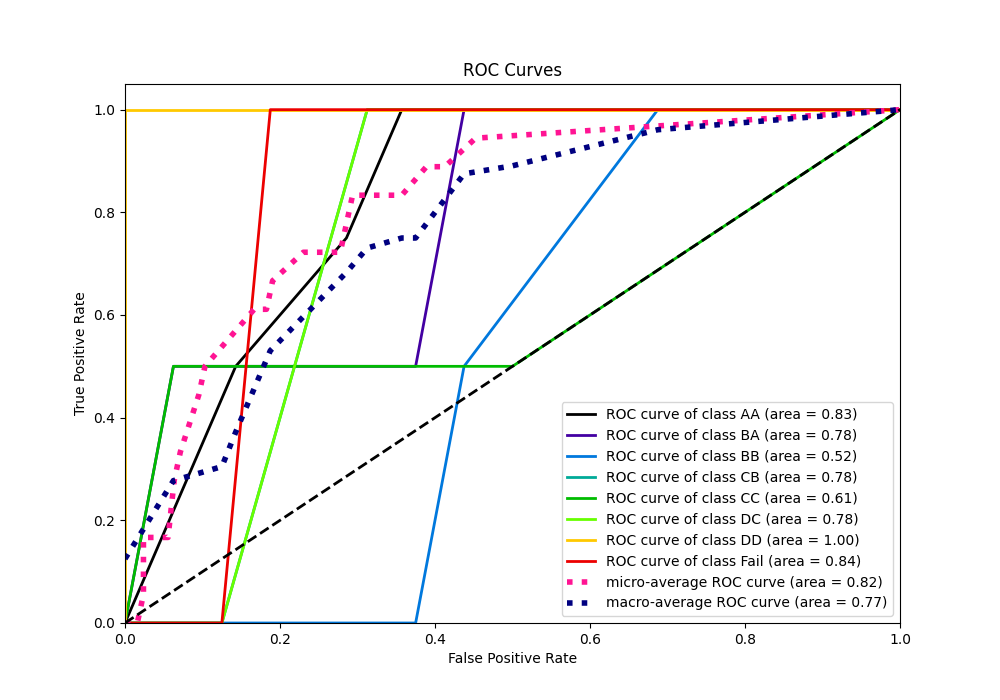 ROC Curves
True Positive Rate
1.0
0.8
0.6
0.4
0.2
0.0
0.0 0.2 0.4 0.6 0.8 1.0
False Positive Rate
ROC curve of class AA (area = 0.83)
ROC curve of class BA (area = 0.78)
ROC curve of class BB (area = 0.52)
ROC curve of class CB (area = 0.78)
ROC curve of class CC (area = 0.61)
ROC curve of class DC (area = 0.78)
ROC curve of class DD (area = 1.00)
ROC curve of class Fail (area = 0.84)
micro-average ROC curve (area = 0.82)
macro-average ROC curve (area = 0.77)